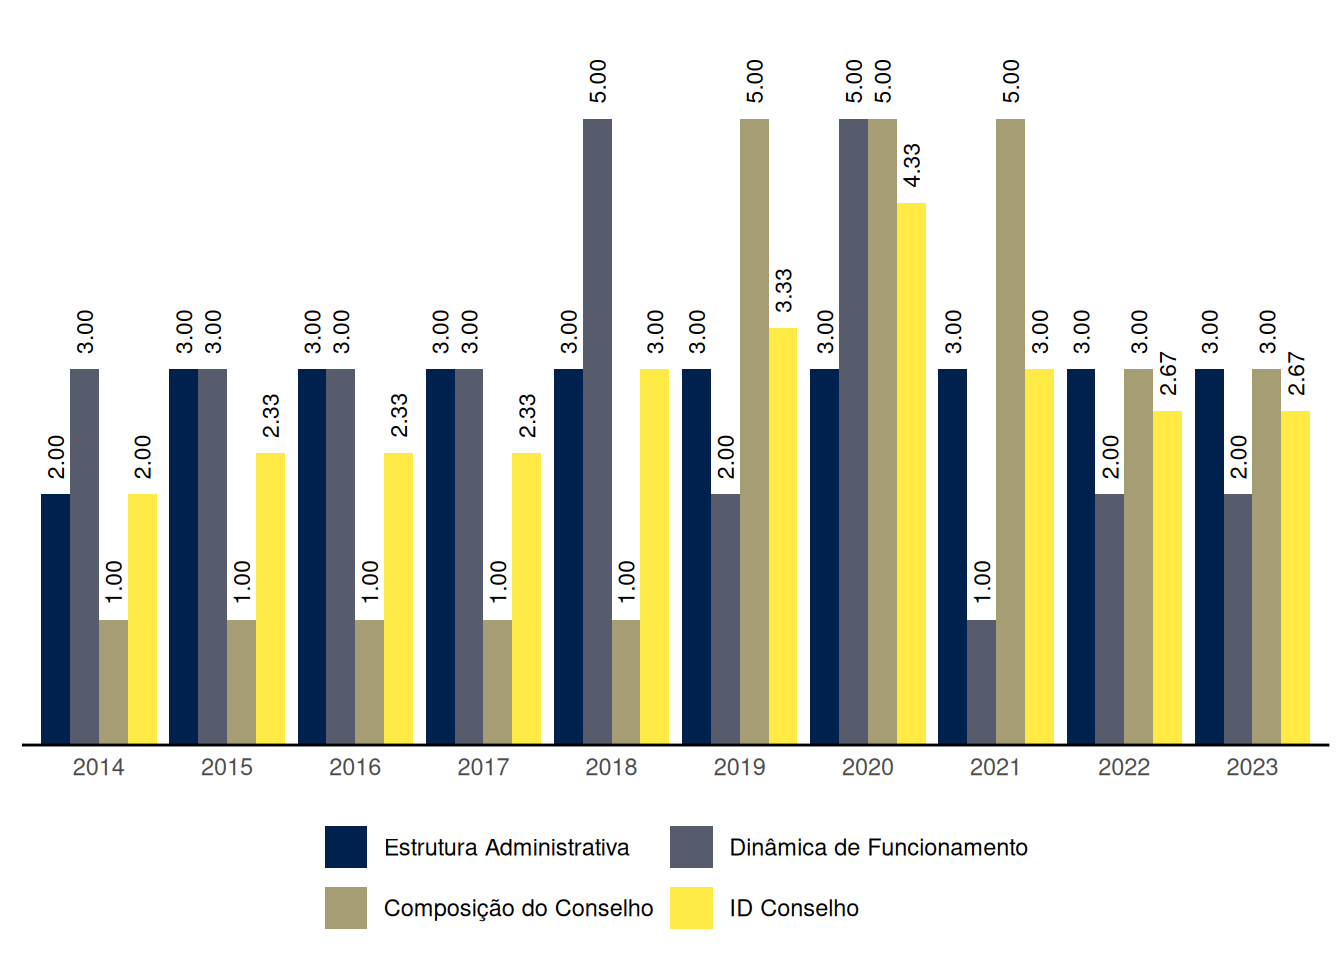 2.00 3.00 1.00 2.00 3.00 3.00 1.00 2.33 3.00 3.00 1.00 2.33 3.00 3.00 1.00 2.33 3.00 5.00 1.00 3.00 3.00 2.00 5.00 3.33 3.00 5.00 5.00 4.33 3.00 1.00 5.00 3.00 3.00 2.00 3.00 2.67 3.00 2.00 3.00 2.67
2014 2015 2016 2017 2018 2019 2020 2021 2022 2023
Estrutura Administrativa Dinâmica de Funcionamento
Composição do Conselho ID Conselho